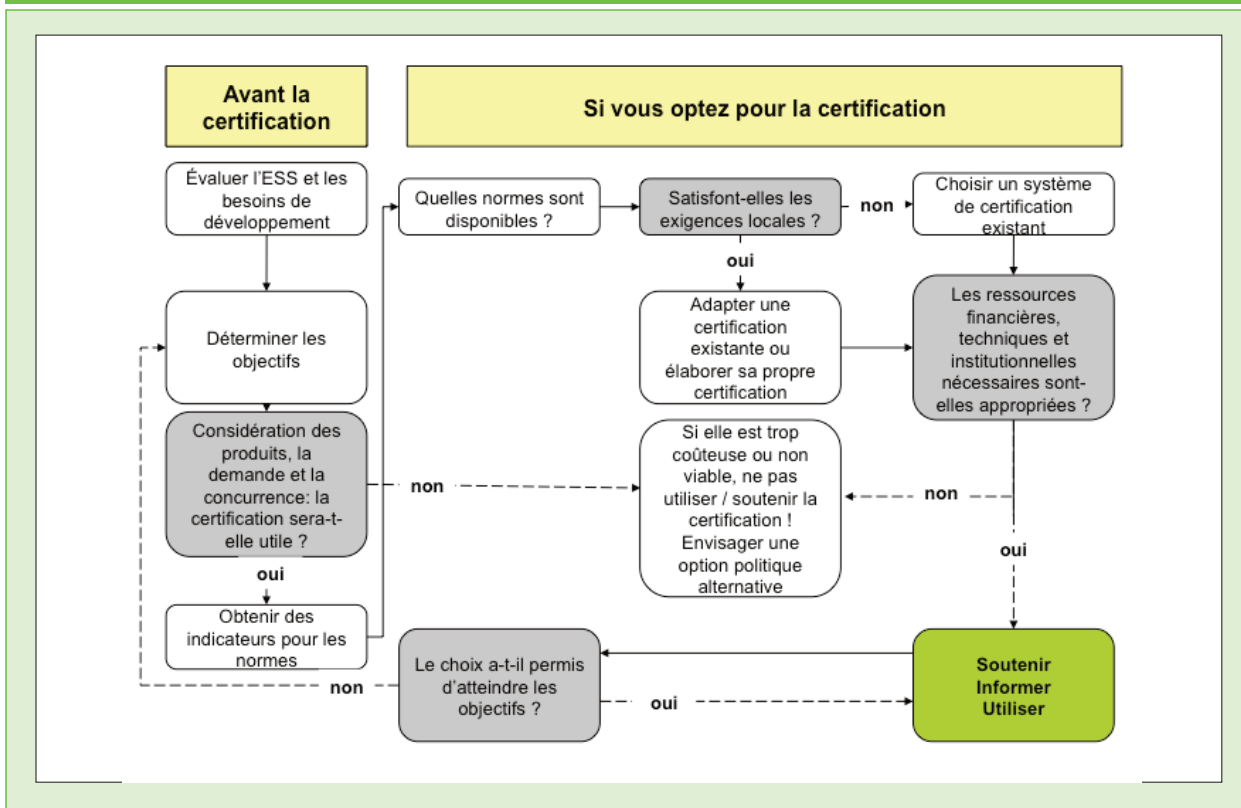 Avant la
certification
Si vous optez pour la certification
Évaluer l'ESS et les
besoins de
développement
Déterminer les
objectifs
Considération des
produits, la
demande et la
concurrence: la
certification sera-t-
elle utile ?
oui
non
Obtenir des
indicateurs pour les
normes
Quelles normes sont
disponibles ?
Satisfont-elles les
exigences locales ?
non
oui
Choisir un système
de certification
existant
Adapter une
certification
existante ou
élaborer sa propre
certification
Les ressources
financières,
techniques et
institutionnelles
nécessaires sont-
elles appropriées ?
Si elle est trop
coûteuse ou non
viable, ne pas
utiliser / soutenir la
certification !
Envisager une
option politique
alternative
non
oui
Soutenir
Informer
Utiliser
Le choix a-t-il permis
d'atteindre les
objectifs ?
non
oui